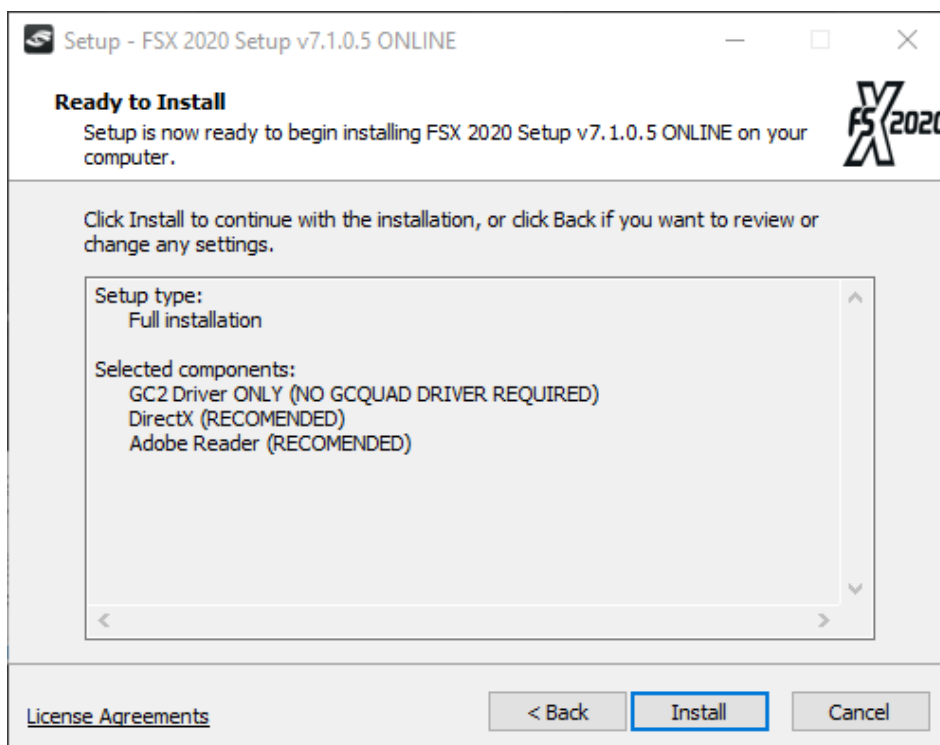 Setup - FSX 2020 Setup v7.1.0.5 ONLINE
Ready to Install
Setup is now ready to begin installing FSX 2020 Setup v7.1.0.5 ONLINE on your
computer.
FSX 2020
Click Install to continue with the installation, or click Back if you want to review or
change any settings.
Setup type:
Full installation
Selected components:
GC2 Driver ONLY (NO GCQUAD DRIVER REQUIRED)
DirectX (RECOMENDED)
Adobe Reader (RECOMENDED)
License Agreements
< Back
Install
Cancel